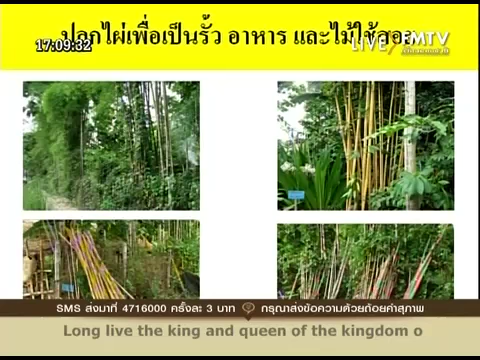 ปลูกไผ่เพื่อเป็นรั้ว อาหาร และไม้ใช้สอย
17:09:32
LIVE FMTV
SMS ส่งมาที่ 4716000 ครั้งละ 3 บาท กรุณาส่งข้อความด้วยถ้อยคำสุภาพ
Long live the king and queen of the kingdom o